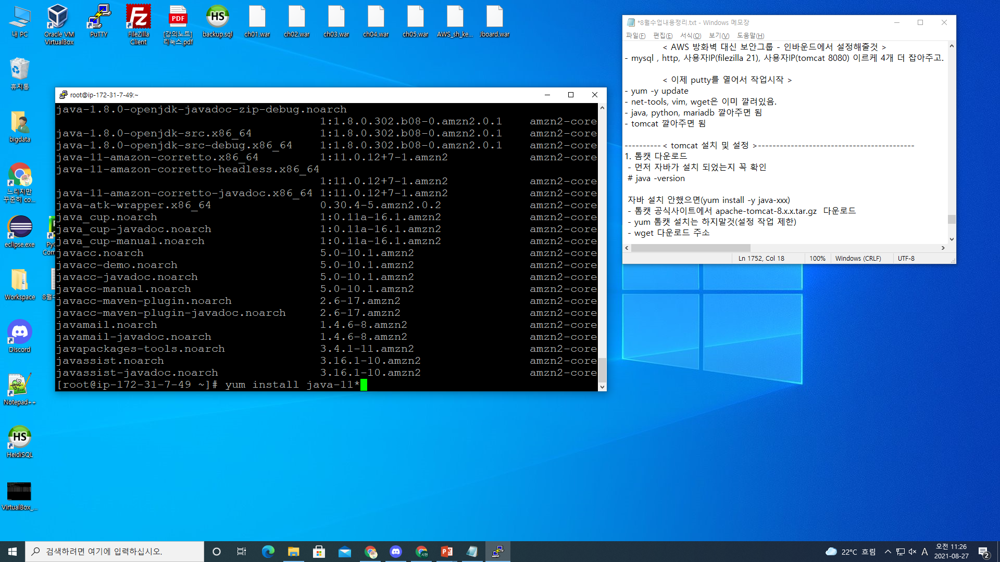 내 PC
Oracle VM
VirtualBox
PuTTY
FileZilla
Client
PDF
[강의노트]
리눅스.pdf
HS
backup.sql
ch01.war
ch02.war
ch03.war
ch04.war
ch05.war
AWS_sh_ke...
Jboard.war
휴지통
bigdata
느리지만
꾸준히 co...
eclipse.exe
Workspace
Discord
Notepad++
HS
HeidiSQL
VirtualBox_...
root@ip-172-31-7-49:~
java-1.8.0-openjdk-javadoc-zip-debug.noarch
1:1.8.0.302.b08-0.amzn2.0.1 amzn2-core
java-1.8.0-openjdk-src.x86_64 1:1.8.0.302.b08-0.amzn2.0.1 amzn2-core
java-1.8.0-openjdk-src-debug.x86_64 1:1.8.0.302.b08-0.amzn2.0.1 amzn2-core
java-11-amazon-corretto.x86_64 1:11.0.12+7-1.amzn2 amzn2-core
java-11-amazon-corretto-headless.x86_64
1:11.0.12+7-1.amzn2 amzn2-core
java-11-amazon-corretto-javadoc.x86_64 1:11.0.12+7-1.amzn2 amzn2-core
java-atk-wrapper.x86_64 0.30.4-5.amzn2.0.2 amzn2-core
java_cup.noarch 1:0.11a-16.1.amzn2 amzn2-core
java_cup-javadoc.noarch 1:0.11a-16.1.amzn2 amzn2-core
java_cup-manual.noarch 1:0.11a-16.1.amzn2 amzn2-core
javacc.noarch 5.0-10.1.amzn2 amzn2-core
javacc-demo.noarch 5.0-10.1.amzn2 amzn2-core
javacc-javadoc.noarch 5.0-10.1.amzn2 amzn2-core
javacc-manual.noarch 5.0-10.1.amzn2 amzn2-core
javacc-maven-plugin.noarch 2.6-17.amzn2 amzn2-core
javacc-maven-plugin-javadoc.noarch 2.6-17.amzn2 amzn2-core
javamail.noarch 1.4.6-8.amzn2 amzn2-core
javamail-javadoc.noarch 1.4.6-8.amzn2 amzn2-core
javapackages-tools.noarch 3.4.1-11.amzn2 amzn2-core
javassist.noarch 3.16.1-10.amzn2 amzn2-core
javassist-javadoc.noarch 3.16.1-10.amzn2 amzn2-core
[root@ip-172-31-7-49 ~]# yum install java-11*
*8월수업내용정리.txt - Windows 메모장
파일(F) 편집(E) 서식(O) 보기(V) 도움말(H)
< AWS 방화벽 대신 보안그룹 - 인바운드에서 설정해줄것 >
- mysql , http, 사용자IP(filezilla 21), 사용자IP(tomcat 8080) 이르케 4개 더 잡아주고.
< 이제 putty를 열어서 작업시작 >
- yum -y update
- net-tools, vim, wget은 이미 깔려있음.
- java, python, mariadb 깔아주면 됨
- tomcat 깔아주면 됨
----------< tomcat 설치 및 설정 >-------------------------------------------
1. 톰캣 다운로드
- 먼저 자바가 설치 되었는지 꼭 확인
# java -version
자바 설치 안했으면(yum install -y java-xxx)
- 톰캣 공식사이트에서 apache-tomcat-8.x.x.tar.gz 다운로드
- yum 톰캣 설치는 하지말것(설정 작업 제한)
- wget 다운로드 주소
Ln 1752, Col 18 100% Windows (CRLF) UTF-8
검색하려면 여기에 입력하십시오.
22℃ 흐림
A
오전 11:26
2021-08-27
2